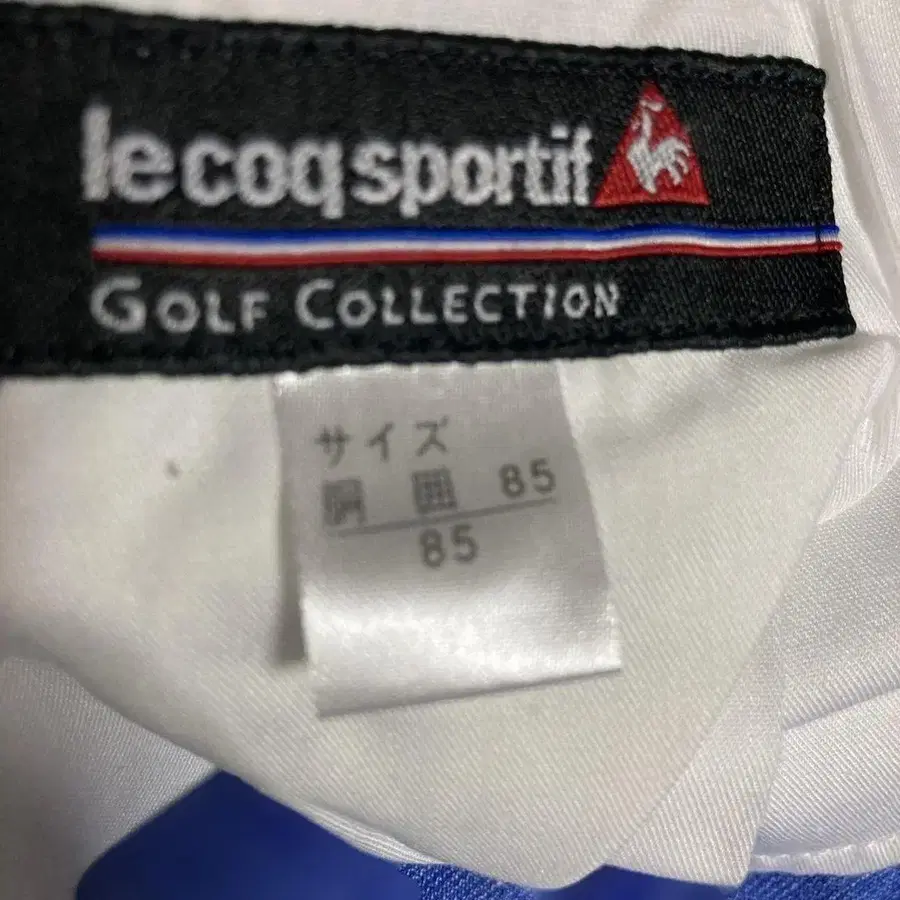 le coq sportif
GOLF COLLECTION
サイズ
胴 囲 85
85